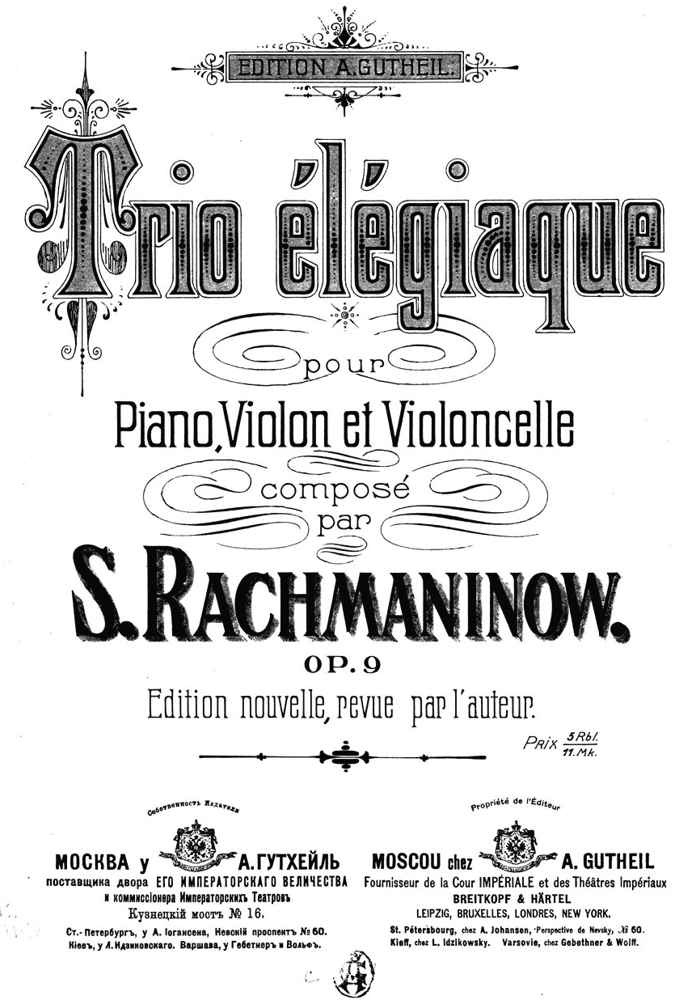 EDITION A.GUTHEIL.
Trio élégiaque
pour
Piano, Violon et Violoncelle
composé
par
S. RACHMANINOW.
OP. 9
Edition nouvelle, revue par l'auteur.
PRIX 5 Rbl.
11. Mk.
Собственность Издателя
МОСКВА у А. ГУТХЕЙЛЬ
поставщика двора ЕГО ИМПЕРАТОРСКАГО ВЕЛИЧЕСТВА
и коммиссіонера Императорскихъ Театровъ
Кузнецкій мостъ № 16.
Ст.-Петербургъ, у А. Іогансена, Невскій проспектъ № 60.
Кіевъ, у Л. Идзиковскаго. Варшава, у Гебетнеръ и Вольфъ.
Propriété de l'Éditeur
MOSCOU chez A. GUTHEIL
Fournisseur de la Cour IMPÉRIALE et des Théâtres Impériaux
BREITKOPF & HÄRTEL
LEIPZIG, BRUXELLES, LONDRES, NEW YORK.
St. Pétersbourg, chez A. Johansen, Perspective de Nevsky, № 60.
Kieff, chez L. Idzikowsky. Varsovie, chez Gebethner & Wolff.